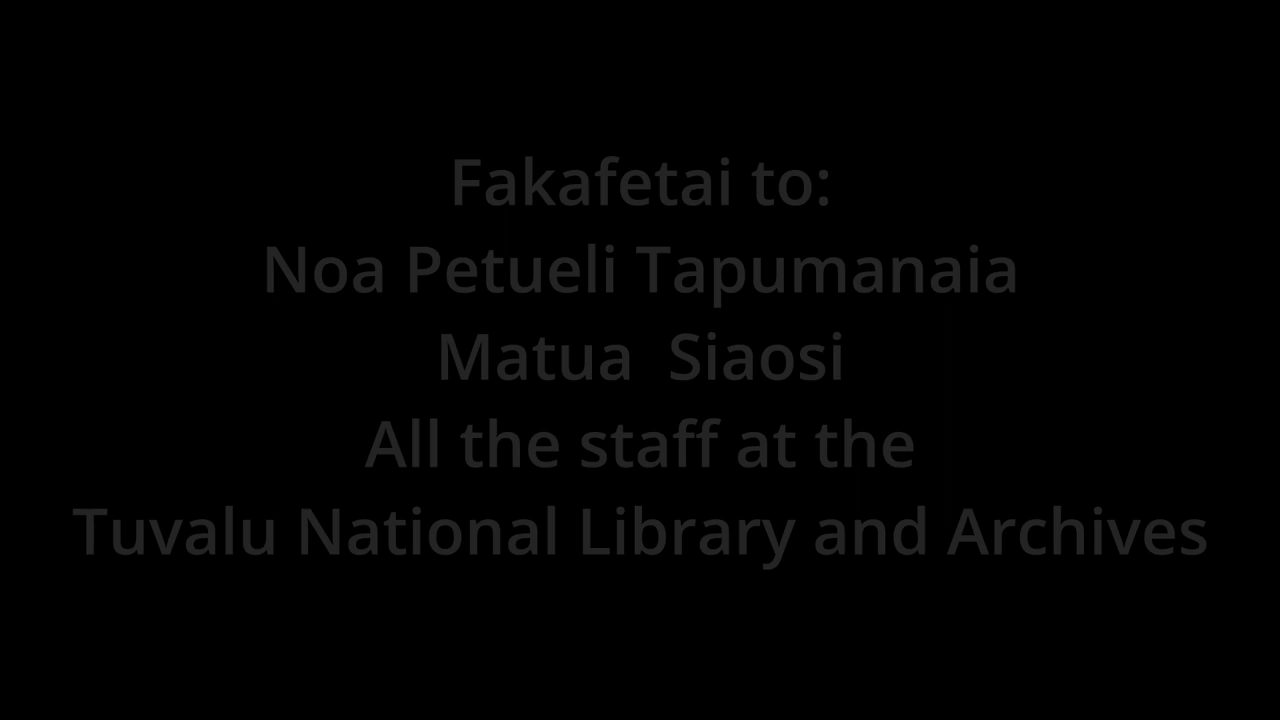 Fakafetai to:
Noa Petueli Tapumanaia
Matua  Siaosi
All the staff at the
Tuvalu National Library and Archives